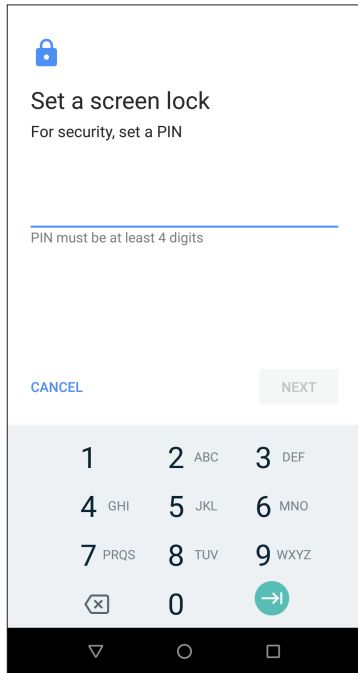 Set a screen lock
For security, set a PIN
PIN must be at least 4 digits
CANCEL NEXT
1 2 ABC 3 DEF
4 GHI 5 JKL 6 MNO
7 PRQS 8 TUV 9 WXYZ
0